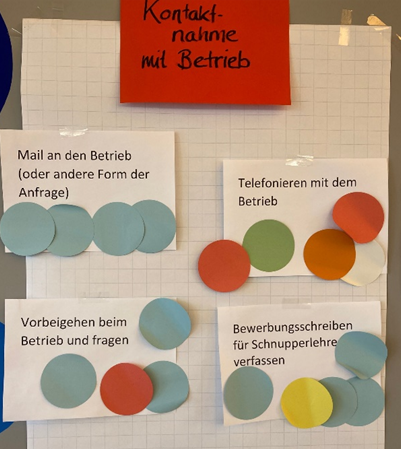 Kontakt-
nahme
mit Betrieb
Mail an den Betrieb
(oder andere Form der
Anfrage)
Telefonieren mit dem
Betrieb
Vorbeigehen beim
Betrieb und fragen
Bewerbungsschreiben
für Schnupperlehre
verfassen